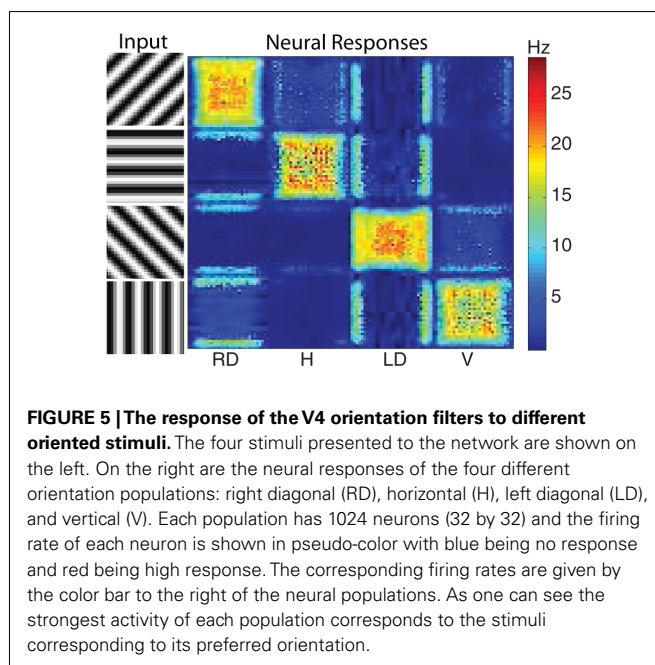 Input Neural Responses Hz
25
20
15
10
5
RD H LD V
FIGURE 5 | The response of the V4 orientation filters to different
oriented stimuli. The four stimuli presented to the network are shown on
the left. On the right are the neural responses of the four different
orientation populations: right diagonal (RD), horizontal (H), left diagonal (LD),
and vertical (V). Each population has 1024 neurons (32 by 32) and the firing
rate of each neuron is shown in pseudo-color with blue being no response
and red being high response. The corresponding firing rates are given by
the color bar to the right of the neural populations. As one can see the
strongest activity of each population corresponds to the stimuli
corresponding to its preferred orientation.